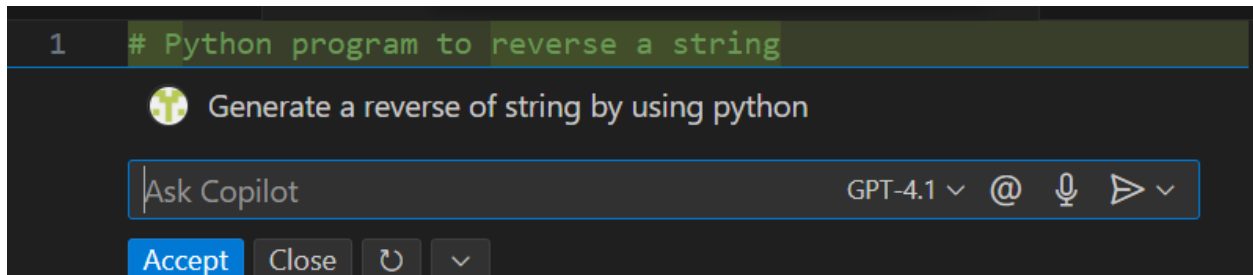 1 # Python program to reverse a string
Generate a reverse of string by using python
Ask Copilot GPT-4.1 @
Accept Close